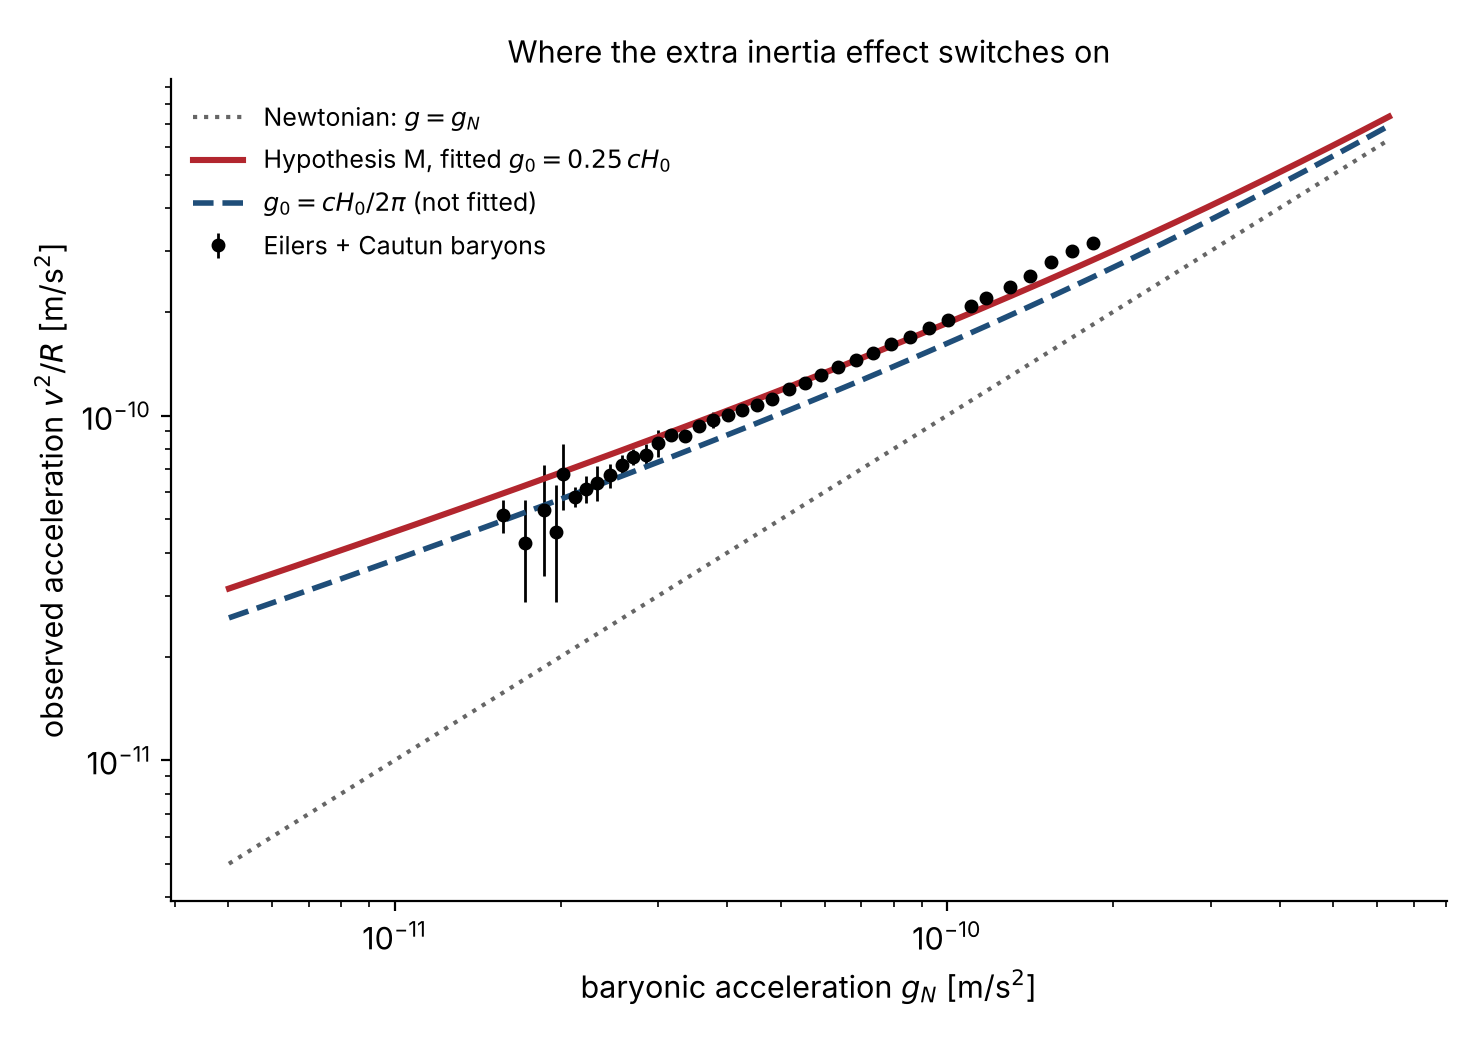 Where the extra inertia effect switches on
Newtonian: g = g_N
Hypothesis M, fitted g_0 = 0.25 cH_0
g_0 = cH_0/2π (not fitted)
Eilers + Cautun baryons
observed acceleration v^2/R [m/s^2]
10^−10
10^−11
10^−11
10^−10
baryonic acceleration g_N [m/s^2]